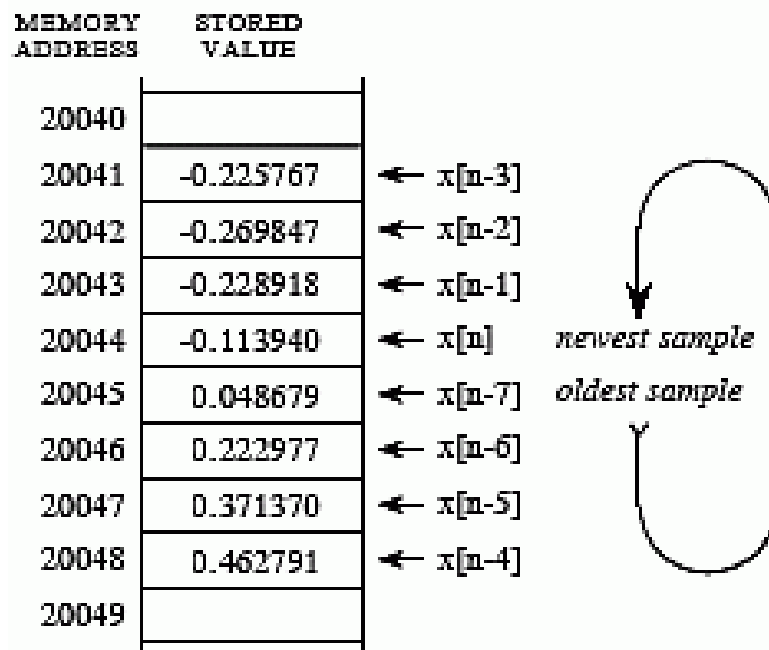 MEMORY ADDRESS STORED VALUE
20040
20041 -0.225767 x[n-3]
20042 -0.269847 x[n-2]
20043 -0.228918 x[n-1]
20044 -0.113940 x[n] newest sample
20045 0.048679 x[n-7] oldest sample
20046 0.222977 x[n-6]
20047 0.371370 x[n-5]
20048 0.462791 x[n-4]
20049